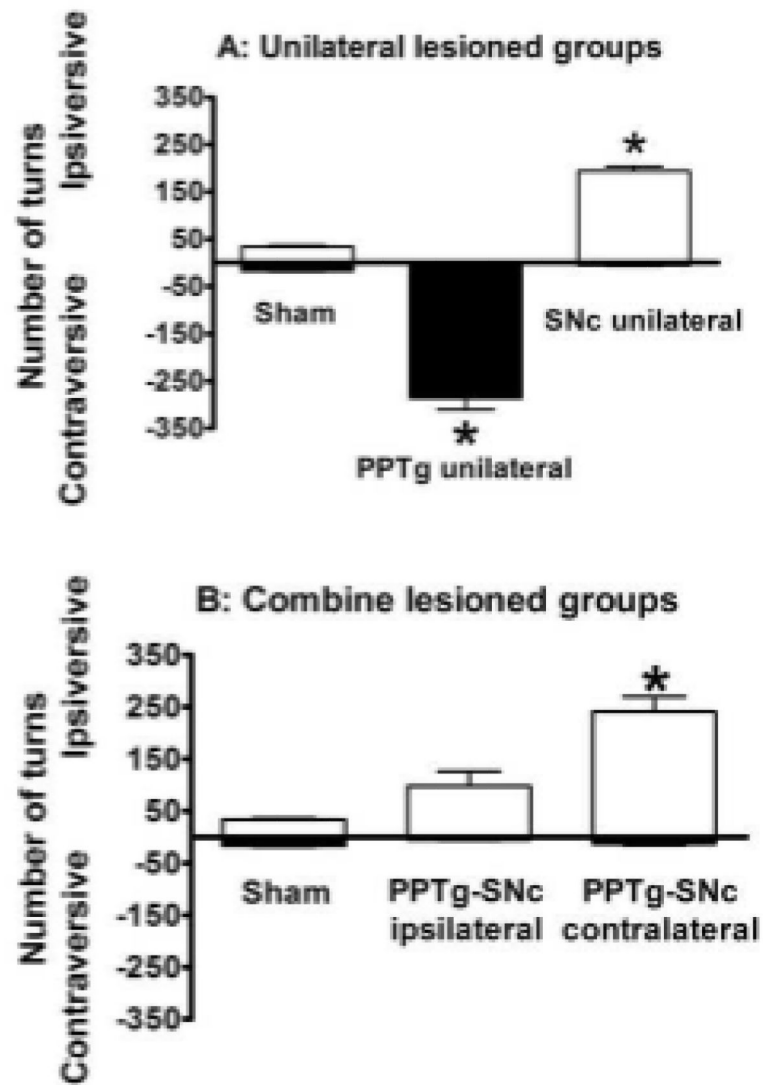 A: Unilateral lesioned groups
Number of turns
Contraversive Ipsiversive
350
250
150
50
-50
-150
-250
-350
Sham
*
PPTg unilateral
*
SNc unilateral
B: Combine lesioned groups
Number of turns
Contraversive Ipsiversive
350
250
150
50
-50
-150
-250
-350
Sham
PPTg-SNc
ipsilateral
*
PPTg-SNc
contralateral